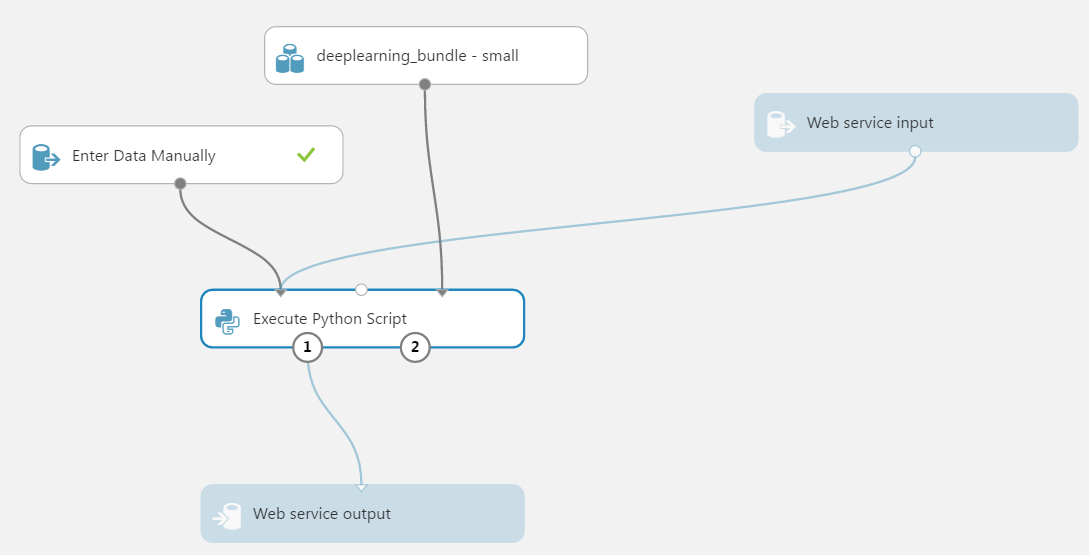 deeplearning_bundle - small
Web service input
Enter Data Manually
Execute Python Script
1
2
Web service output